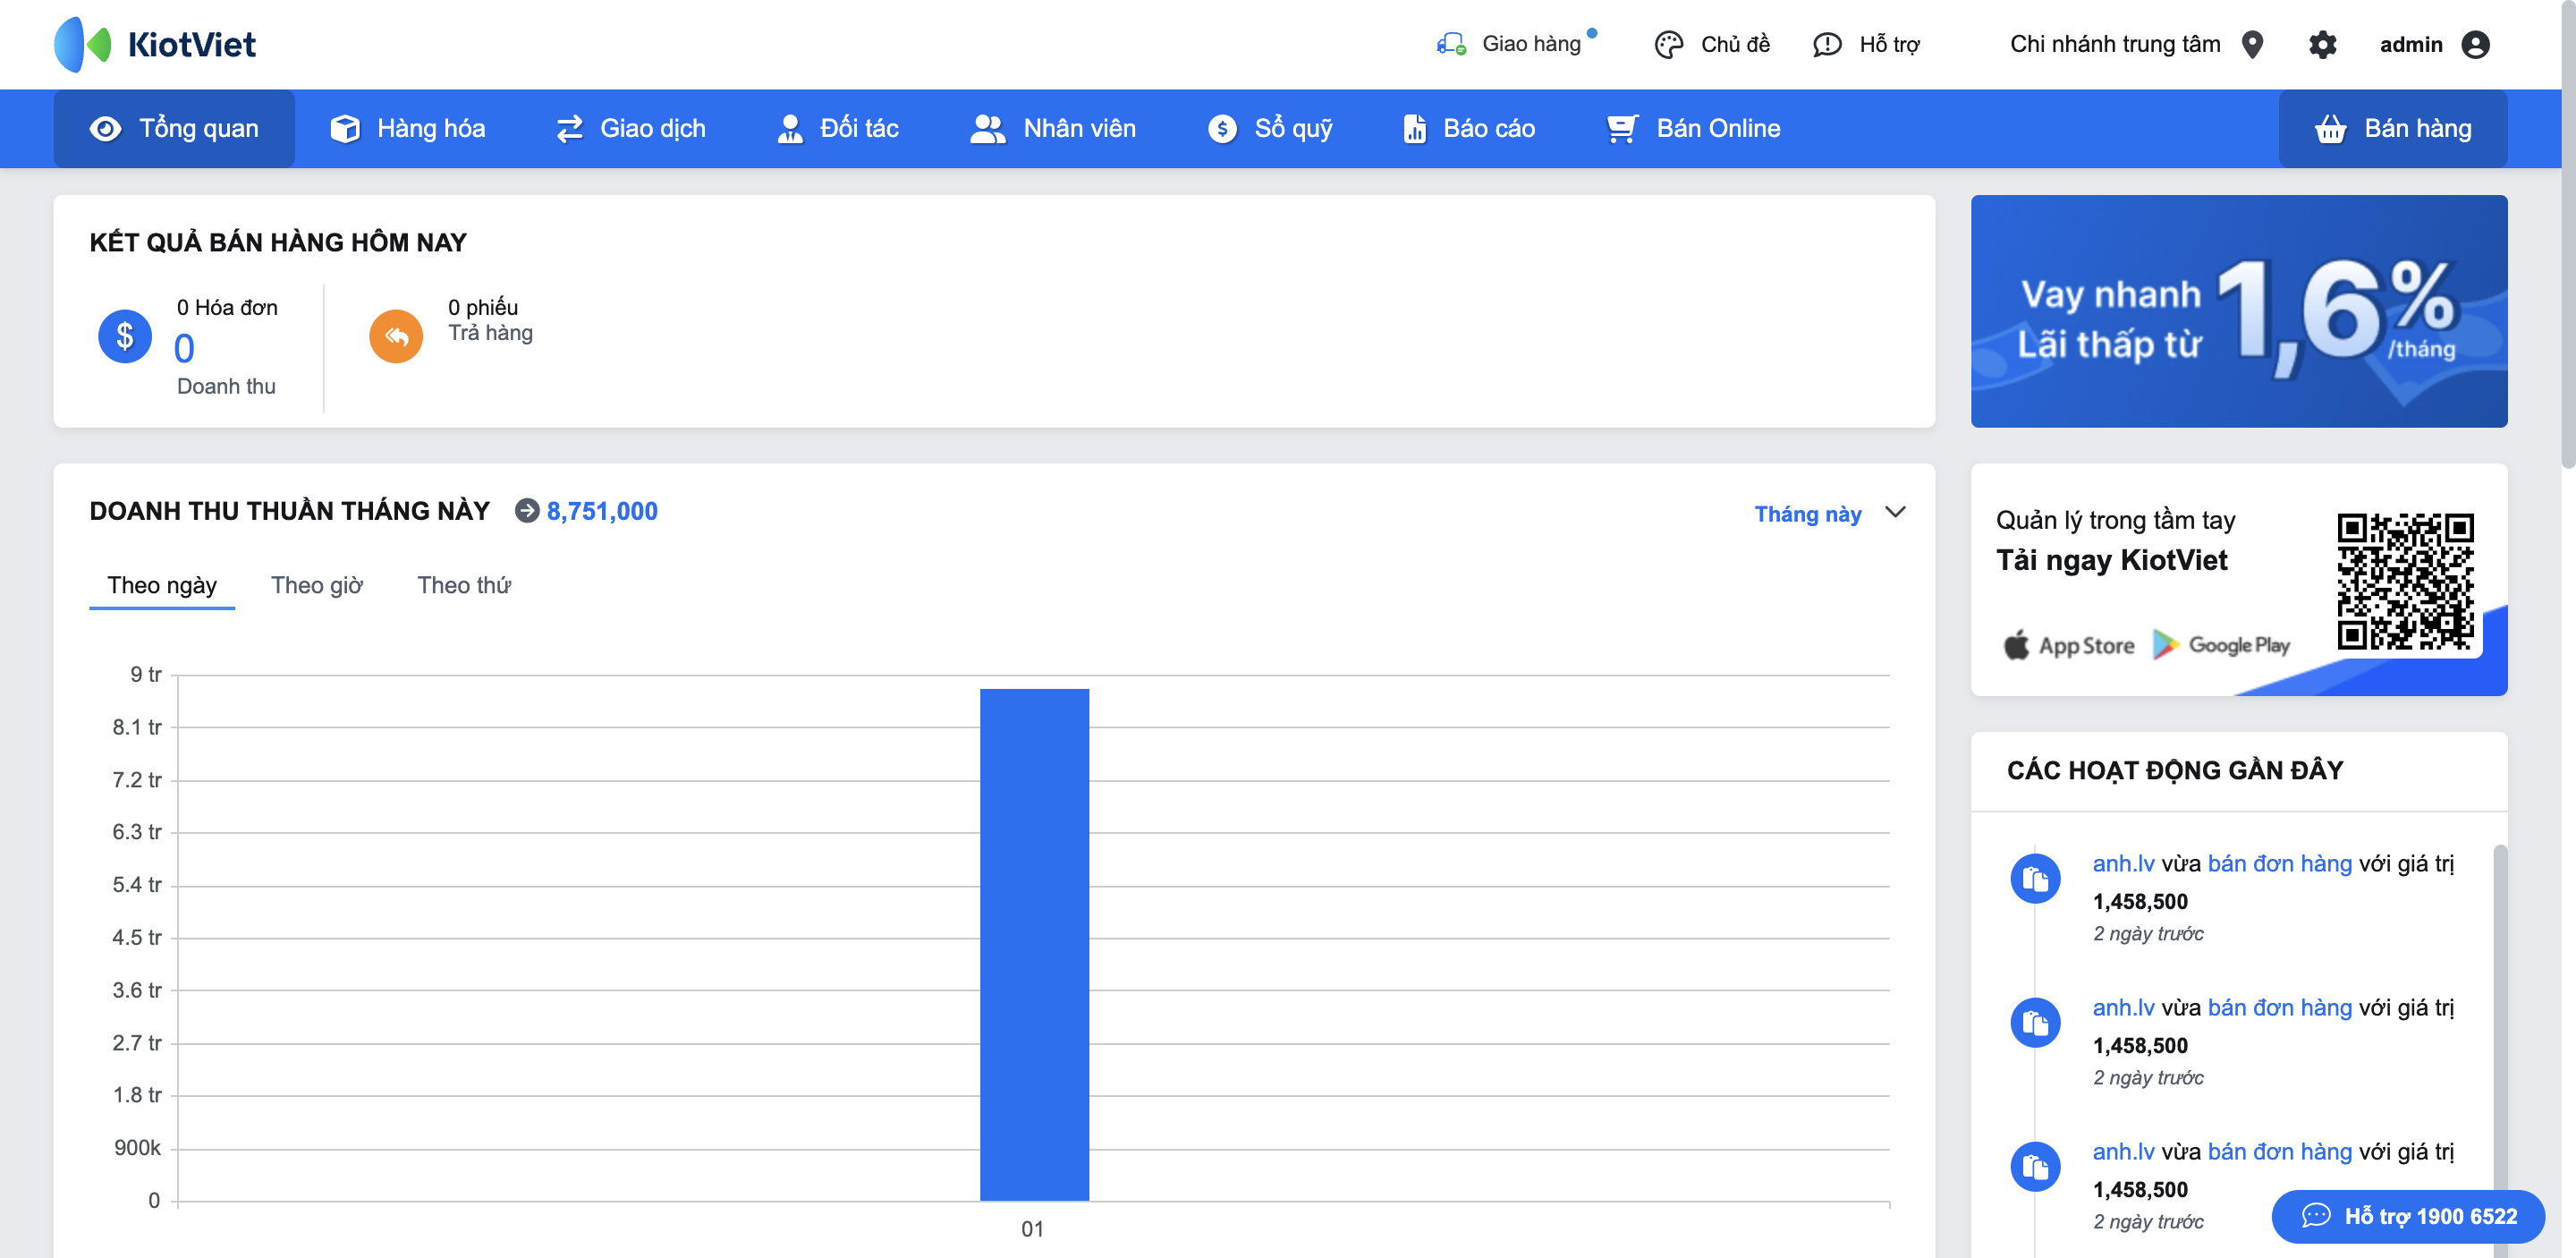 KiotViet
Giao hàng
Chủ đề
Hỗ trợ
Chi nhánh trung tâm
admin
Tổng quan
Hàng hóa
Giao dịch
Đối tác
Nhân viên
Sổ quỹ
Báo cáo
Bán Online
Bán hàng
KẾT QUẢ BÁN HÀNG HÔM NAY
0 Hóa đơn
0
Doanh thu
0 phiếu
Trả hàng
Vay nhanh
Lãi thấp từ
1,6%
/tháng
DOANH THU THUẦN THÁNG NÀY
8,751,000
Tháng này
Theo ngày
Theo giờ
Theo thứ
9 tr
8.1 tr
7.2 tr
6.3 tr
5.4 tr
4.5 tr
3.6 tr
2.7 tr
1.8 tr
900k
0
01
Quản lý trong tầm tay
Tải ngay KiotViet
App Store
Google Play
CÁC HOẠT ĐỘNG GẦN ĐÂY
anh.lv vừa bán đơn hàng với giá trị
1,458,500
2 ngày trước
anh.lv vừa bán đơn hàng với giá trị
1,458,500
2 ngày trước
anh.lv vừa bán đơn hàng với giá trị
1,458,500
2 ngày trước
Hỗ trợ 1900 6522